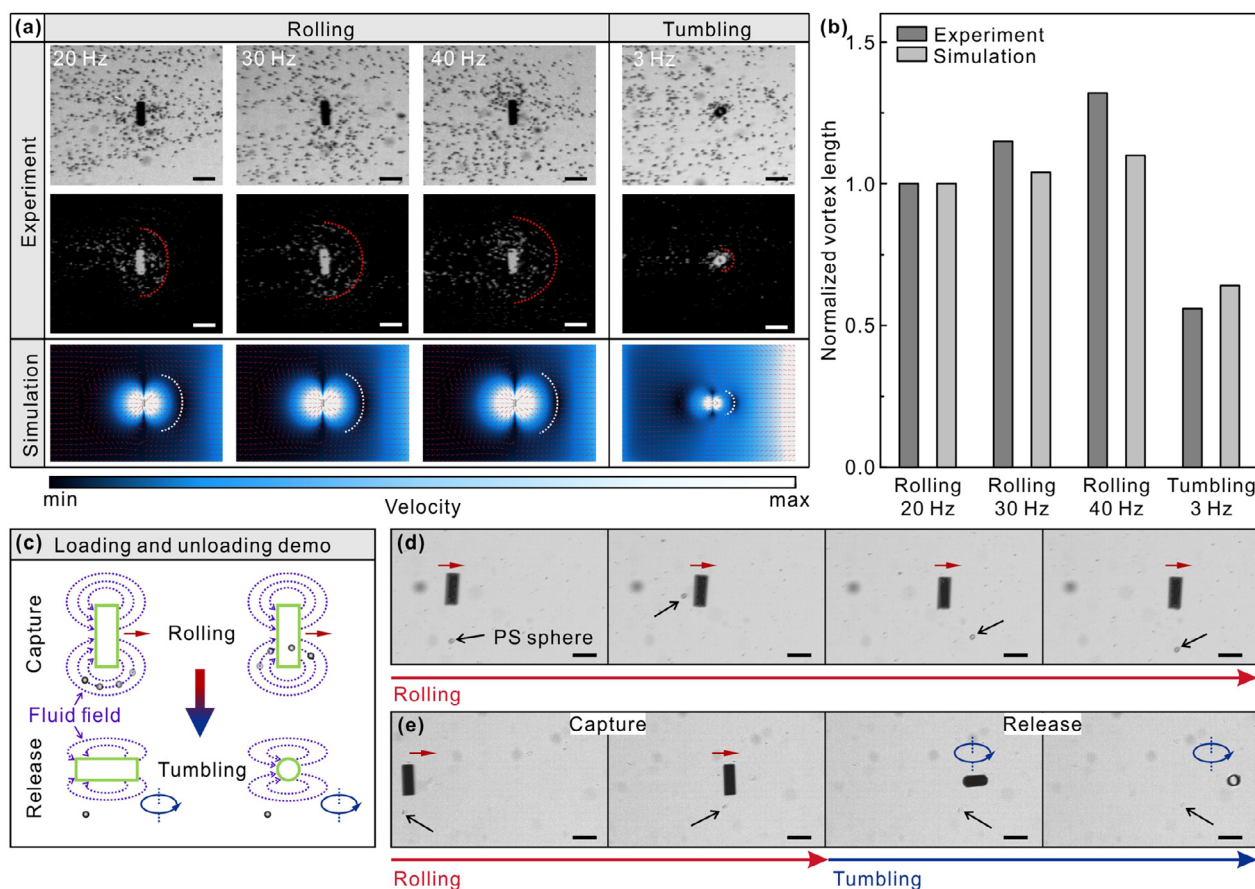 (a)
Rolling
Tumbling
Experiment
20 Hz
30 Hz
40 Hz
3 Hz
Simulation
min
Velocity
max
(b)
Normalized vortex length
1.5
1.0
0.5
0.0
Experiment
Simulation
Rolling
20 Hz
Rolling
30 Hz
Rolling
40 Hz
Tumbling
3 Hz
(c) Loading and unloading demo
Capture
Rolling
Fluid field
Release
Tumbling
(d)
PS sphere
Rolling
(e)
Capture
Release
Rolling
Tumbling